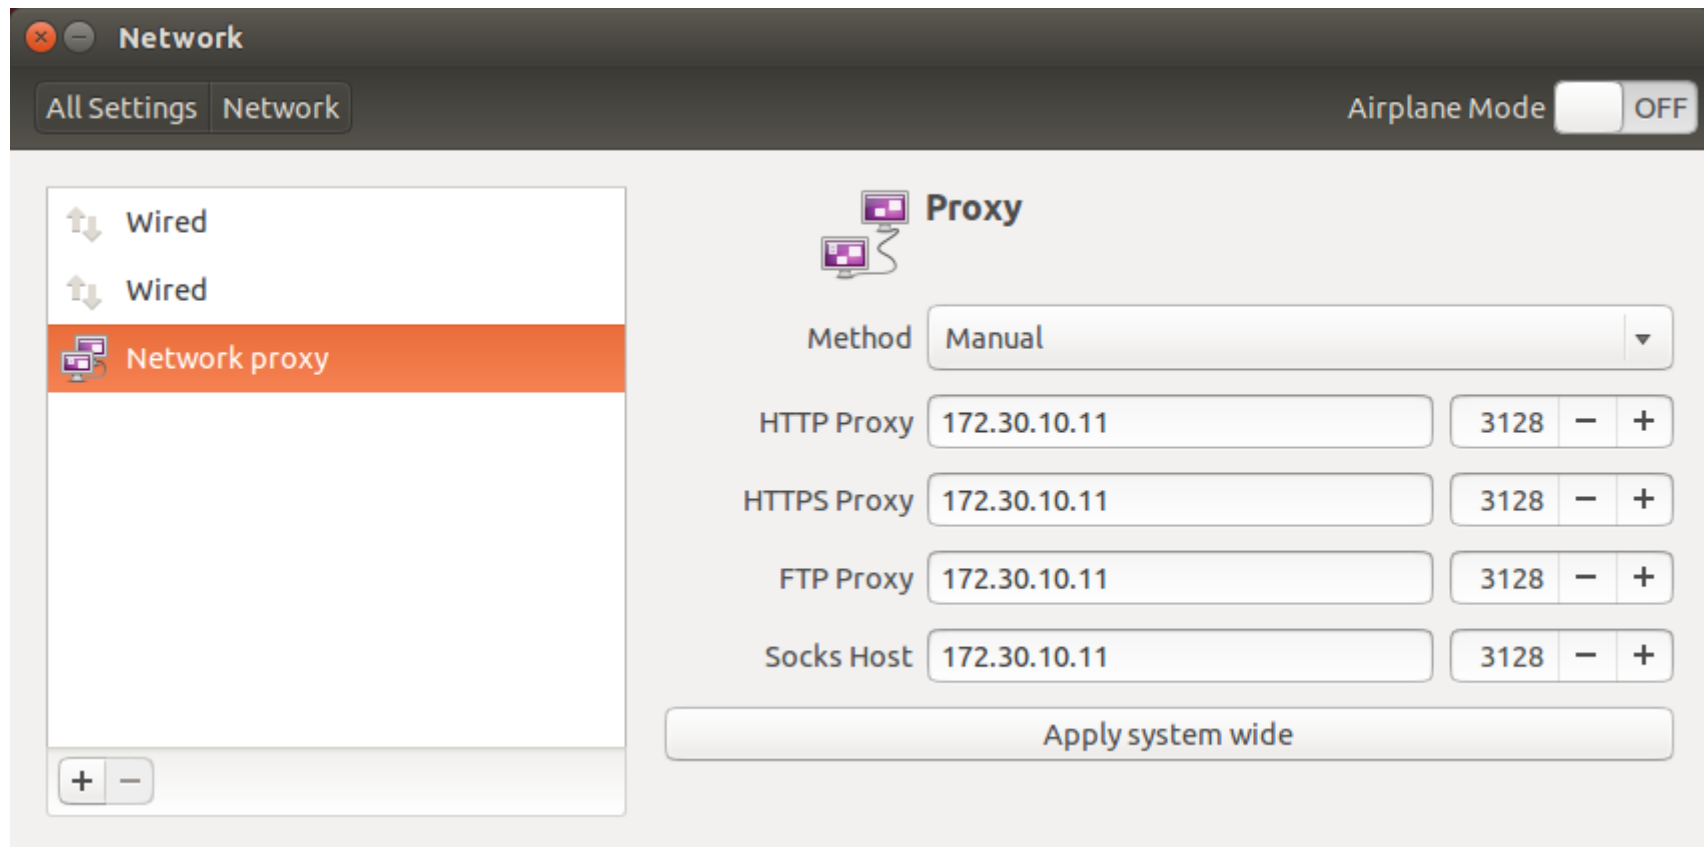 Network
All Settings Network Airplane Mode OFF
Wired
Wired
Network proxy
Proxy
Method Manual
HTTP Proxy 172.30.10.11 3128 − +
HTTPS Proxy 172.30.10.11 3128 − +
FTP Proxy 172.30.10.11 3128 − +
Socks Host 172.30.10.11 3128 − +
Apply system wide
+ −